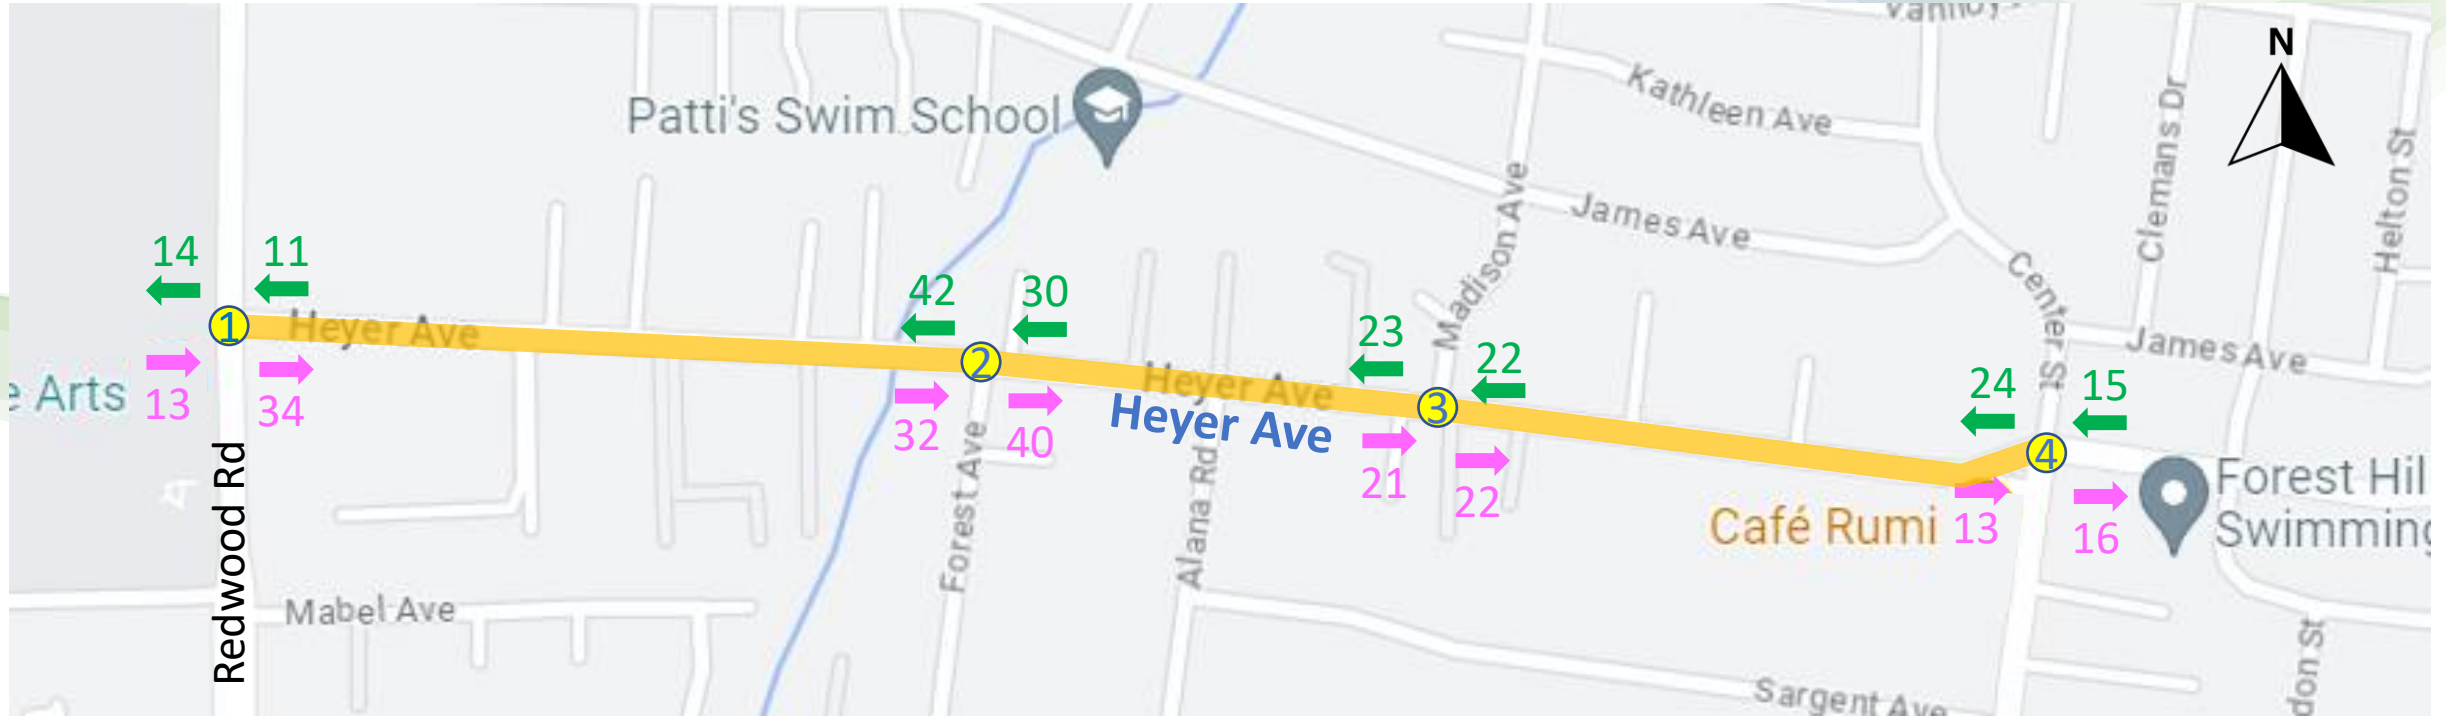 Vannoy
N
Kathleen Ave
Patti's Swim School
Clemans Dr
Helton St
Madison Ave
James Ave
Center St
14
11
42
30
23
22
24
15
James Ave
1
Heyer Ave
2
Heyer Ave
3
4
e Arts
13
34
32
40
Heyer Ave
21
22
13
16
Forest Hil
Swimming
Café Rumi
Redwood Rd
Forest Ave
Alana Rd
Mabel Ave
Sargent Ave
don St